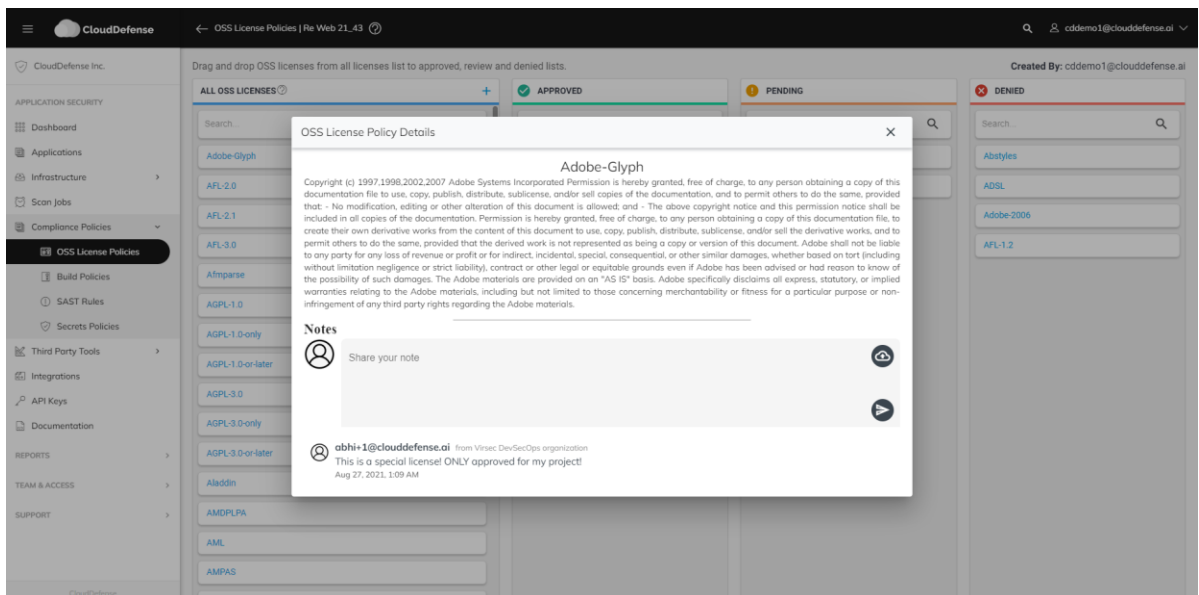 CloudDefense
OSS License Policies | Re Web 21_43
cddemo1@clouddefense.ai
CloudDefense Inc.
APPLICATION SECURITY
Dashboard
Applications
Infrastructure
Scan Jobs
Compliance Policies
OSS License Policies
Build Policies
SAST Rules
Secrets Policies
Third Party Tools
Integrations
API Keys
Documentation
REPORTS
TEAM & ACCESS
SUPPORT
CloudDefense
Drag and drop OSS licenses from all licenses list to approved, review and denied lists.
Created By: cddemo1@clouddefense.ai
ALL OSS LICENSES
Search...
Adobe-Glyph
AFL-2.0
AFL-2.1
AFL-3.0
Afmparse
AGPL-1.0
AGPL-1.0-only
AGPL-1.0-or-later
AGPL-3.0
AGPL-3.0-only
AGPL-3.0-or-later
Aladdin
AMDPLPA
AML
AMPAS
APPROVED
PENDING
DENIED
Search...
Abstyles
ADSL
Adobe-2006
AFL-1.2
OSS License Policy Details
Adobe-Glyph
Copyright (c) 1997,1998,2002,2007 Adobe Systems Incorporated Permission is hereby granted, free of charge, to any person obtaining a copy of this
documentation file to use, copy, publish, distribute, sublicense, and/or sell copies of the documentation, and to permit others to do the same, provided
that: - No modification, editing or other alteration of this document is allowed; and - The above copyright notice and this permission notice shall be
included in all copies of the documentation. Permission is hereby granted, free of charge, to any person obtaining a copy of this documentation file, to
create their own derivative works from the content of this document to use, copy, publish, distribute, sublicense, and/or sell the derivative works, and to
permit others to do the same, provided that the derived work is not represented as being a copy or version of this document. Adobe shall not be liable
to any party for any loss of revenue or profit or for indirect, incidental, special, consequential, or other similar damages, whether based on tort (including
without limitation negligence or strict liability), contract or other legal or equitable grounds even if Adobe has been advised or had reason to know of
the possibility of such damages. The Adobe materials are provided on an "AS IS" basis. Adobe specifically disclaims all express, statutory, or implied
warranties relating to the Adobe materials, including but not limited to those concerning merchantability or fitness for a particular purpose or non-
infringement of any third party rights regarding the Adobe materials.
Notes
Share your note
abhi+1@clouddefense.ai from Virsec DevSecOps organization
This is a special license! ONLY approved for my project!
Aug 27, 2021, 1:09 AM